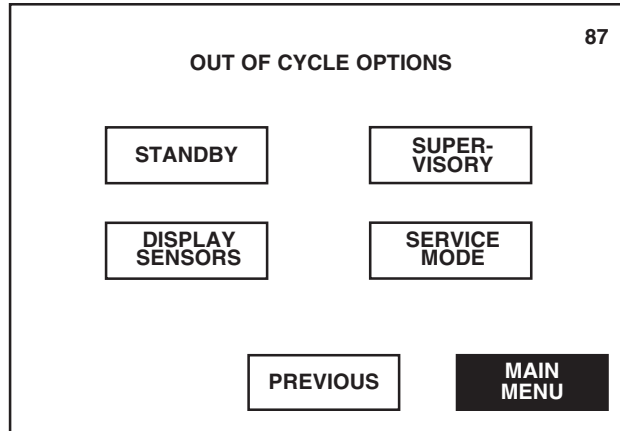 87
OUT OF CYCLE OPTIONS
STANDBY
SUPER-
VISORY
DISPLAY
SENSORS
SERVICE
MODE
PREVIOUS
MAIN
MENU